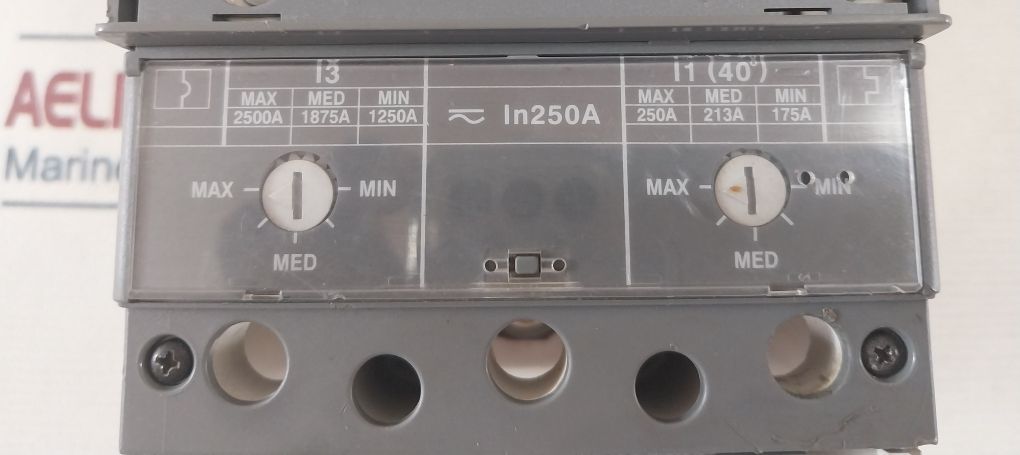 AELI
Marine
I3
MAX MED MIN
2500A 1875A 1250A
In250A
I1 (40°)
MAX MED MIN
250A 213A 175A
MAX MIN
MED
MAX MIN
MED